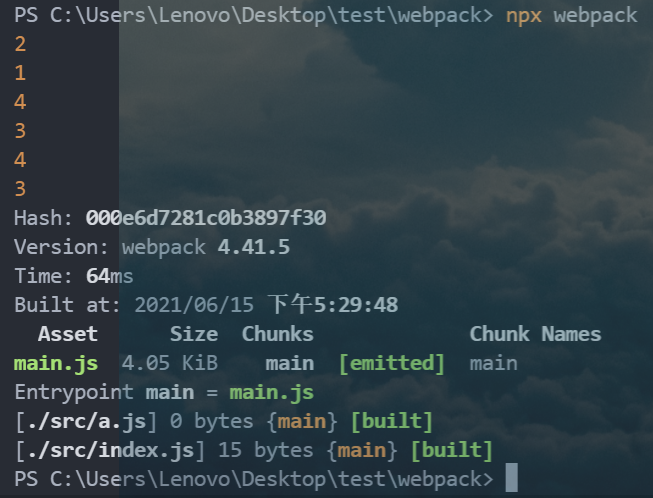 PS C:\Users\Lenovo\Desktop\test\webpack> npx webpack
2
1
4
3
4
3
Hash: 000e6d7281c0b3897f30
Version: webpack 4.41.5
Time: 64ms
Built at: 2021/06/15 下午5:29:48
  Asset      Size  Chunks             Chunk Names
main.js  4.05 KiB    main  [emitted]  main
Entrypoint main = main.js
[./src/a.js] 0 bytes {main} [built]
[./src/index.js] 15 bytes {main} [built]
PS C:\Users\Lenovo\Desktop\test\webpack>